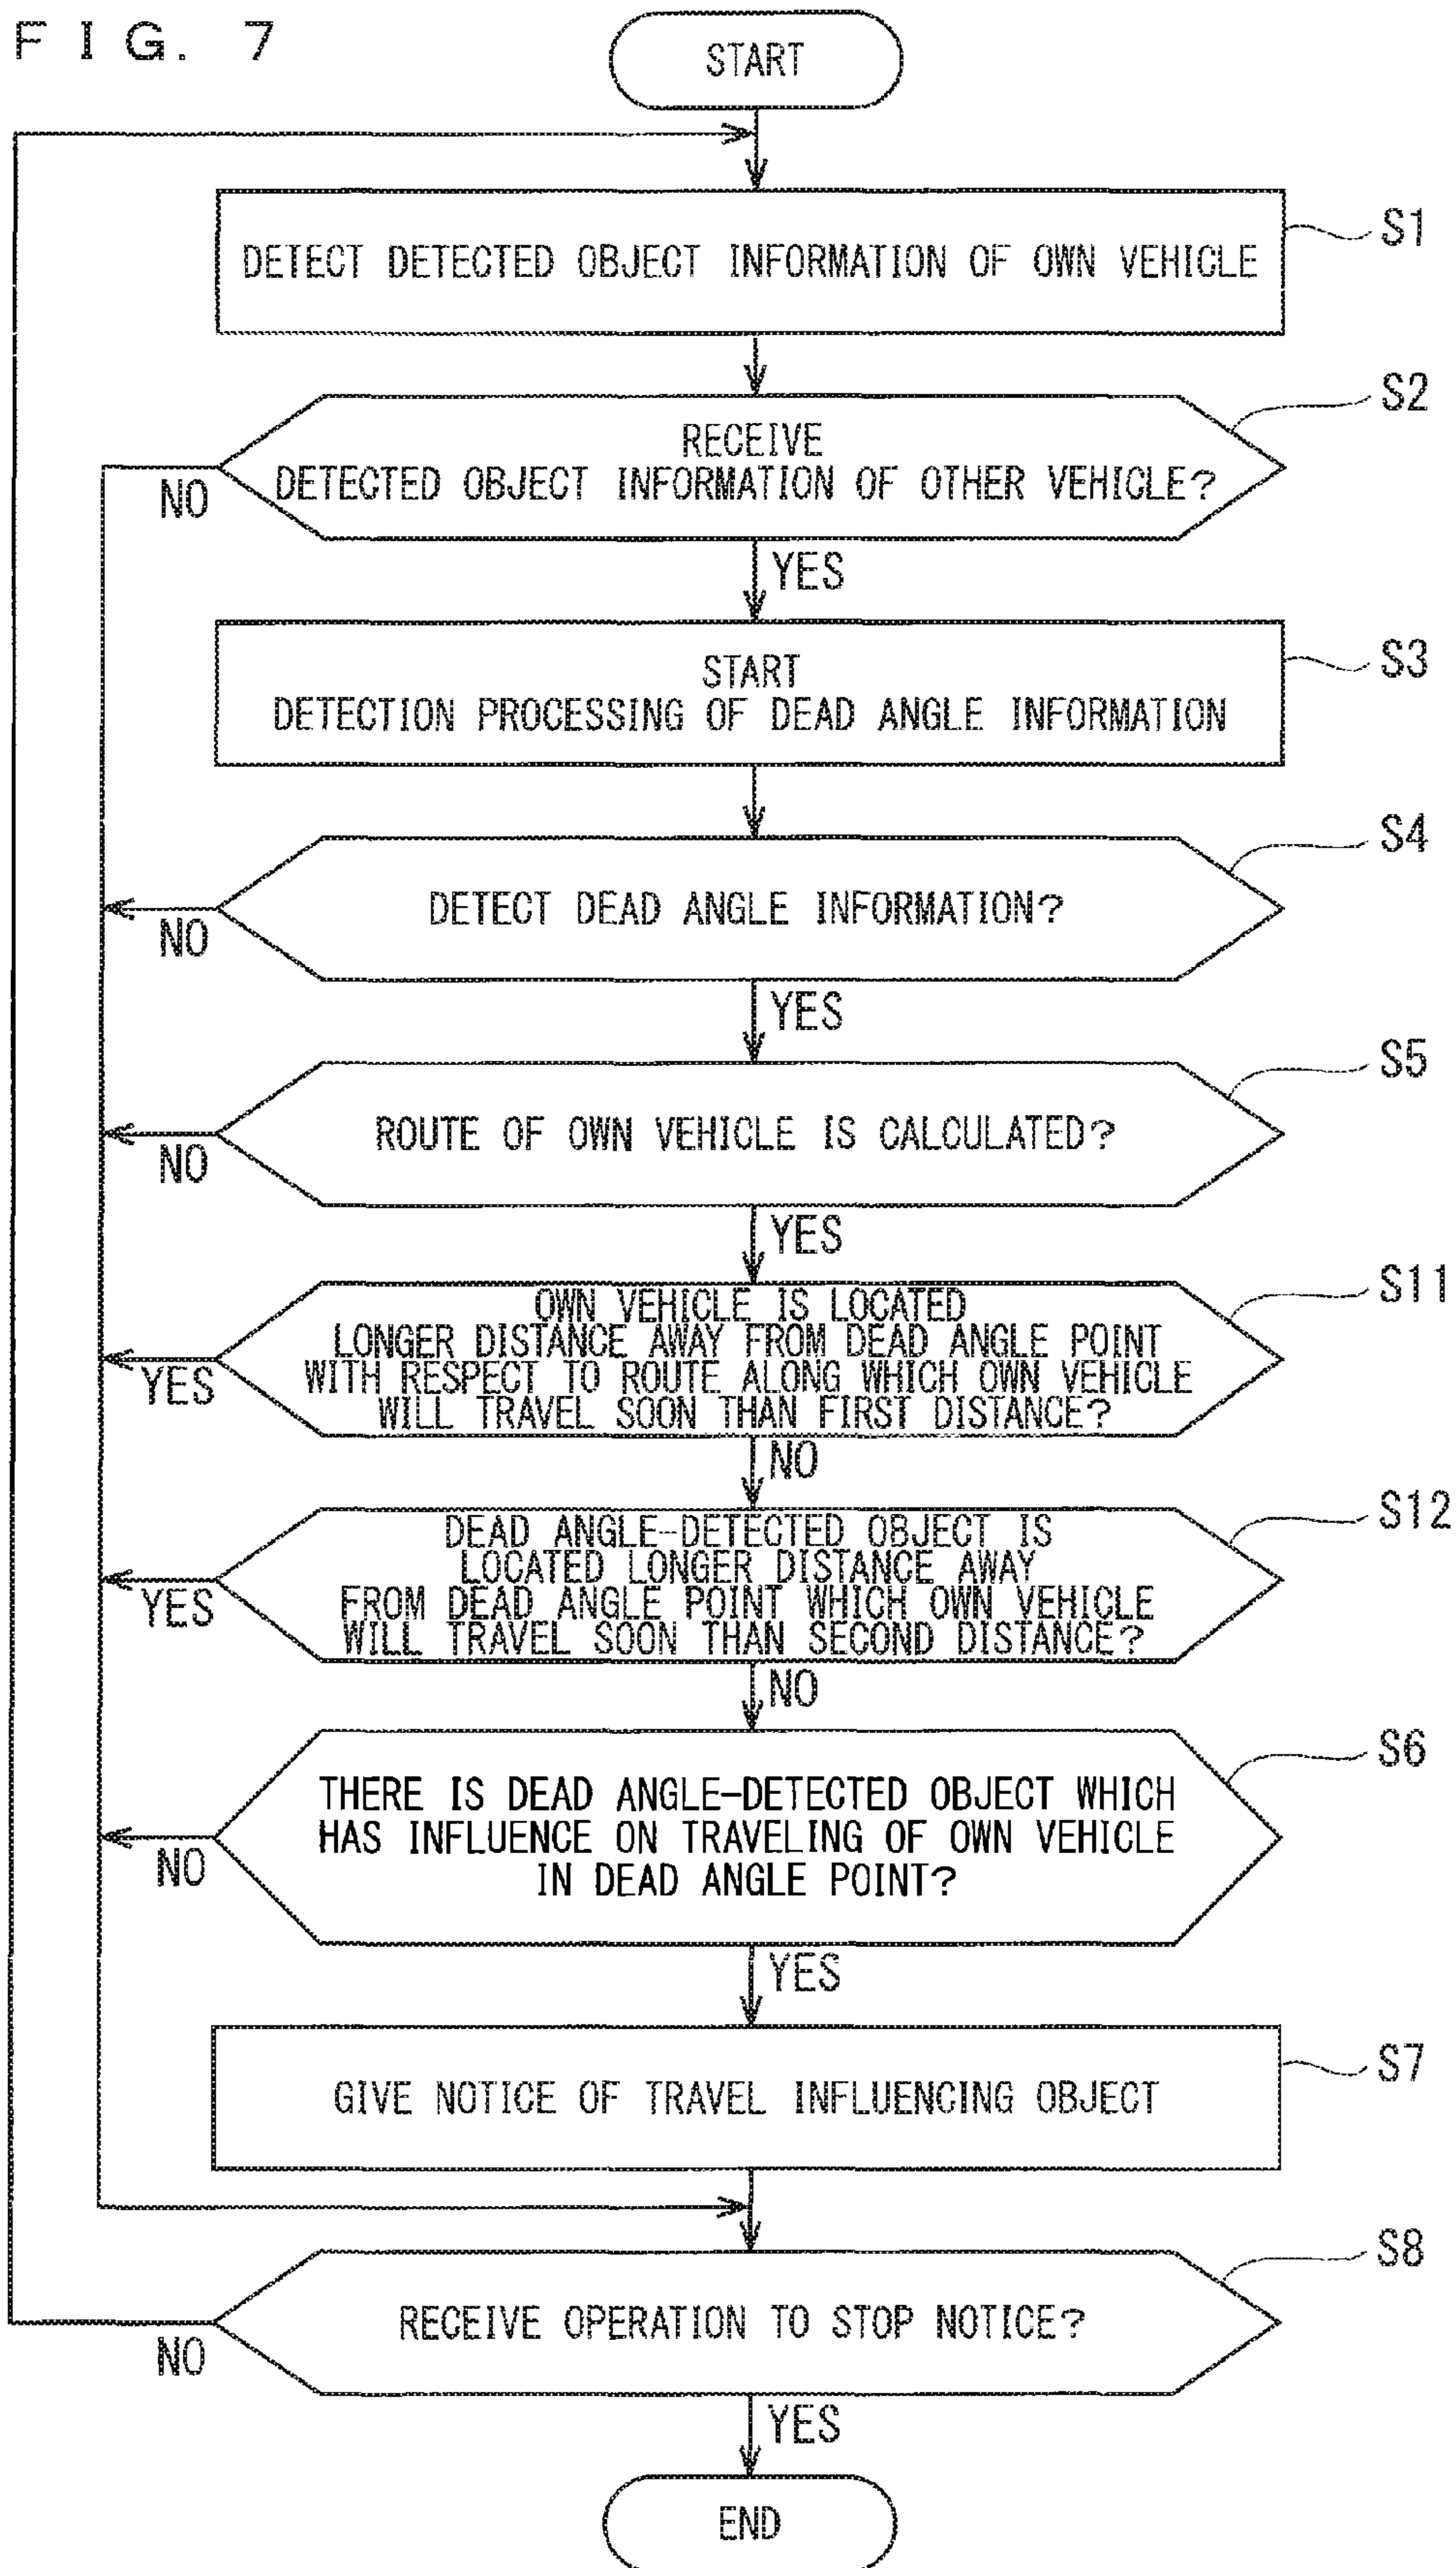 FIG. 7
START
DETECT DETECTED OBJECT INFORMATION OF OWN VEHICLE
S1
RECEIVE
DETECTED OBJECT INFORMATION OF OTHER VEHICLE?
S2
NO
YES
START
DETECTION PROCESSING OF DEAD ANGLE INFORMATION
S3
DETECT DEAD ANGLE INFORMATION?
S4
NO
YES
ROUTE OF OWN VEHICLE IS CALCULATED?
S5
NO
YES
OWN VEHICLE IS LOCATED
LONGER DISTANCE AWAY FROM DEAD ANGLE POINT
WITH RESPECT TO ROUTE ALONG WHICH OWN VEHICLE
WILL TRAVEL SOON THAN FIRST DISTANCE?
S11
YES
NO
DEAD ANGLE-DETECTED OBJECT IS
LOCATED LONGER DISTANCE AWAY
FROM DEAD ANGLE POINT WHICH OWN VEHICLE
WILL TRAVEL SOON THAN SECOND DISTANCE?
S12
YES
NO
THERE IS DEAD ANGLE-DETECTED OBJECT WHICH
HAS INFLUENCE ON TRAVELING OF OWN VEHICLE
IN DEAD ANGLE POINT?
S6
NO
YES
GIVE NOTICE OF TRAVEL INFLUENCING OBJECT
S7
RECEIVE OPERATION TO STOP NOTICE?
S8
NO
YES
END